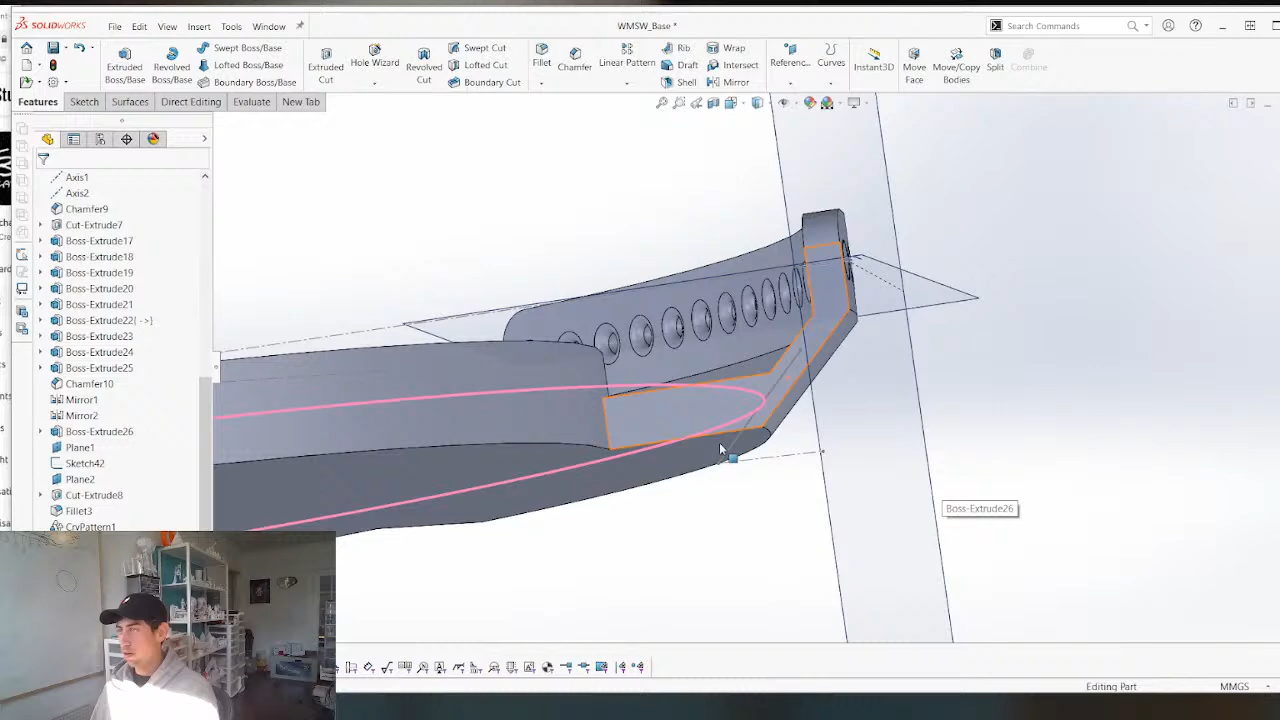 SOLIDWORKS File Edit View Insert Tools Window WMSW_Base * Search Commands
Extruded Boss/Base Revolved Boss/Base Swept Boss/Base Lofted Boss/Base Boundary Boss/Base Extruded Cut Hole Wizard Revolved Cut Swept Cut Lofted Cut Boundary Cut Fillet Chamfer Linear Pattern Rib Draft Shell Wrap Intersect Mirror Referenc... Curves Instant3D Move Face Move/Copy Bodies Split Combine
Features Sketch Surfaces Direct Editing Evaluate New Tab
Axis1
Axis2
Chamfer9
Cut-Extrude7
Boss-Extrude17
Boss-Extrude18
Boss-Extrude19
Boss-Extrude20
Boss-Extrude21
Boss-Extrude22{ ->}
Boss-Extrude23
Boss-Extrude24
Boss-Extrude25
Chamfer10
Mirror1
Mirror2
Boss-Extrude26
Plane1
Sketch42
Plane2
Cut-Extrude8
Fillet3
CrvPattern1
Boss-Extrude26
Editing Part MMGS